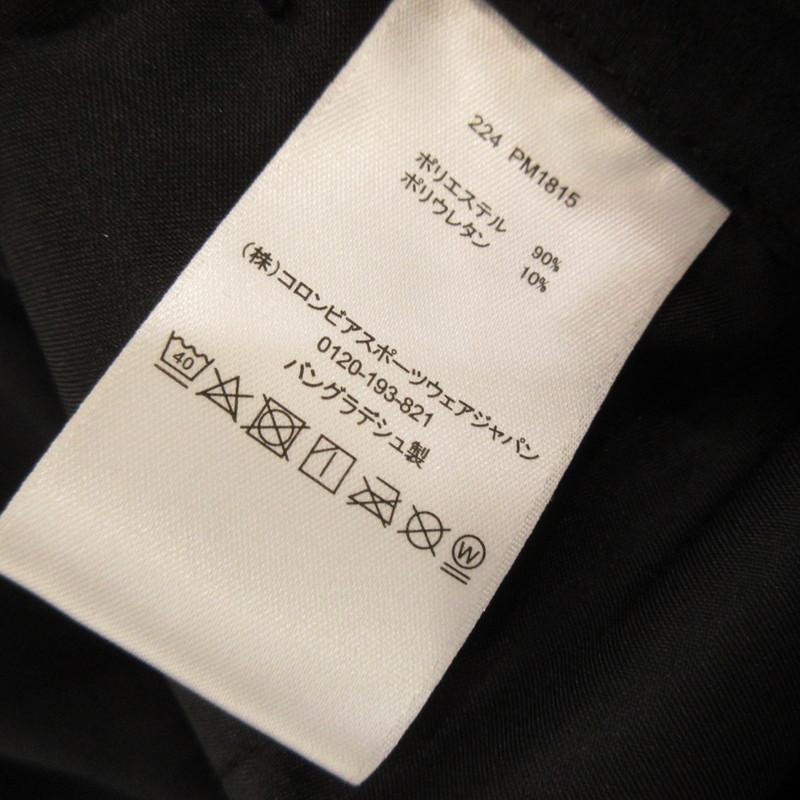 224 PM1815
ポリエステル 90%
ポリウレタン 10%
(株)コロンビアスポーツウェアジャパン
0120-193-821
バングラデシュ製
40
W